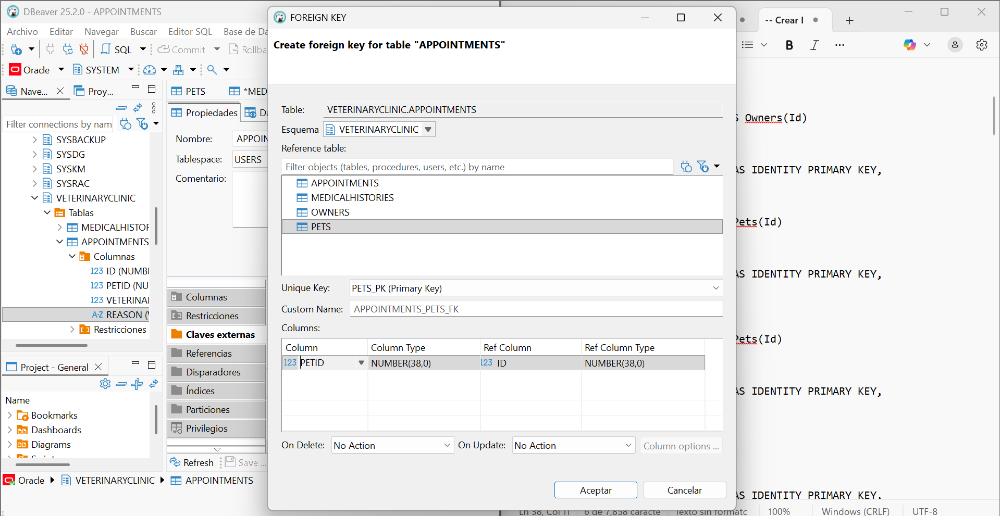 DBeaver 25.2.0 - APPOINTMENTS
Archivo Editar Navegar Buscar Editor SQL Base de Da
SQL Commit Rollba
Oracle SYSTEM
Nave... Proy...
Filter connections by nam
SYSBACKUP
SYSDG
SYSKM
SYSRAC
VETERINARYCLINIC
Tablas
MEDICALHISTOR
APPOINTMENTS
Columnas
123 ID (NUMBE
123 PETID (NU
123 VETERINAI
A-Z REASON (V
Restricciones
Project - General
Name
Bookmarks
Dashboards
Diagrams
Oracle VETERINARYCLINIC APPOINTMENTS
PETS *MED
Propiedades Da
Nombre: APPOIN
Tablespace: USERS
Comentario:
Columnas
Restricciones
Claves externas
Referencias
Disparadores
Índices
Particiones
Privilegios
Refresh Save ...
FOREIGN KEY
Create foreign key for table "APPOINTMENTS"
Table: VETERINARYCLINIC.APPOINTMENTS
Esquema VETERINARYCLINIC
Reference table:
Filter objects (tables, procedures, users, etc.) by name
APPOINTMENTS
MEDICALHISTORIES
OWNERS
PETS
Unique Key: PETS_PK (Primary Key)
Custom Name: APPOINTMENTS_PETS_FK
Columns:
Column Column Type Ref Column Ref Column Type
123 PETID NUMBER(38,0) 123 ID NUMBER(38,0)
On Delete: No Action On Update: No Action Column options ...
Aceptar Cancelar
-- Crear
B I ...
S Owners(Id)
AS IDENTITY PRIMARY KEY,
Pets(Id)
AS IDENTITY PRIMARY KEY,
Pets(Id)
AS IDENTITY PRIMARY KEY,
AS IDENTITY PRIMARY KEY,
Ln 38, Col 11 6 de 7,858 caracte Texto sin formatc 100% Windows (CRLF) UTF-8